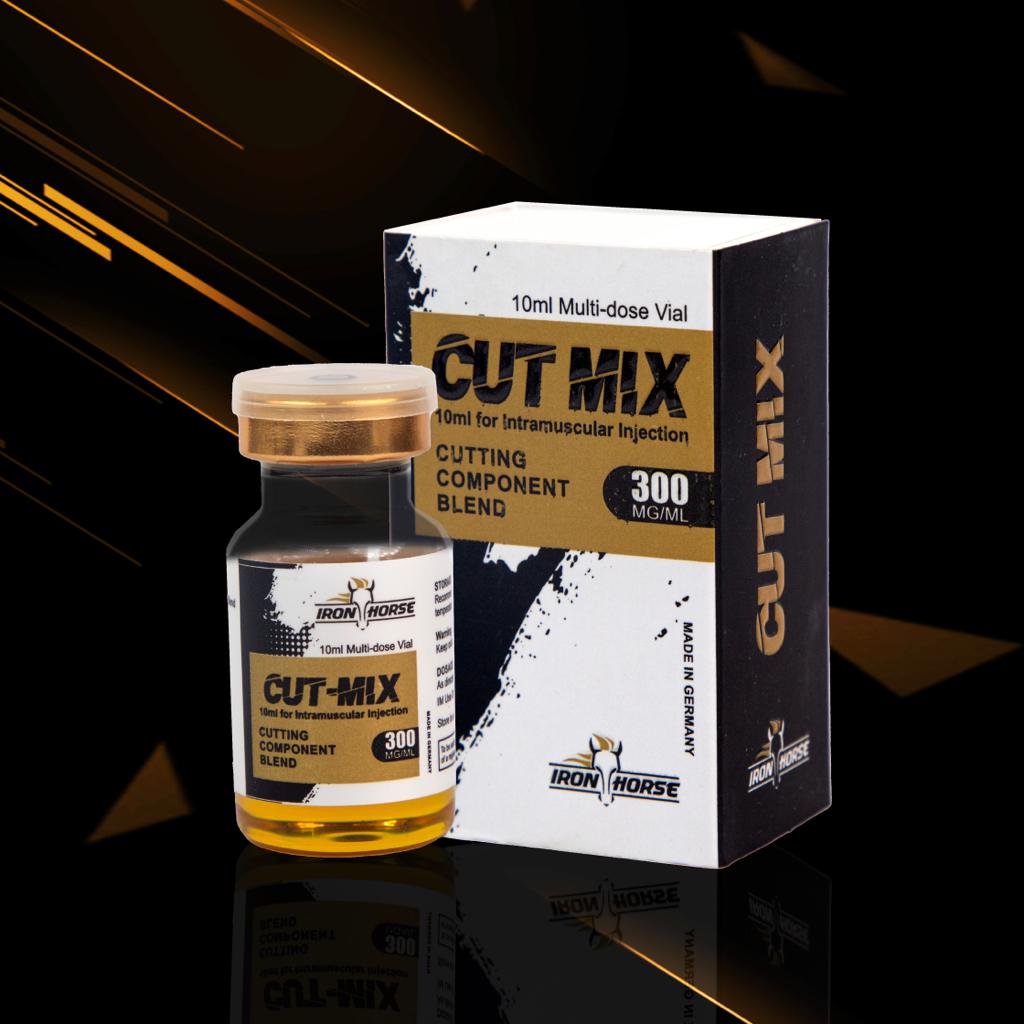 10ml Multi-dose Vial
CUT MIX
10ml for Intramuscular Injection
CUTTING
COMPONENT
BLEND
300
MG/ML
MADE IN GERMANY
IRON HORSE
CUT MIX
IRON HORSE
IRON HORSE
10ml Multi-dose Vial
CUT-MIX
10ml for Intramuscular Injection
CUTTING
COMPONENT
BLEND
300
MG/ML
MADE IN GERMANY
Warning
Keep